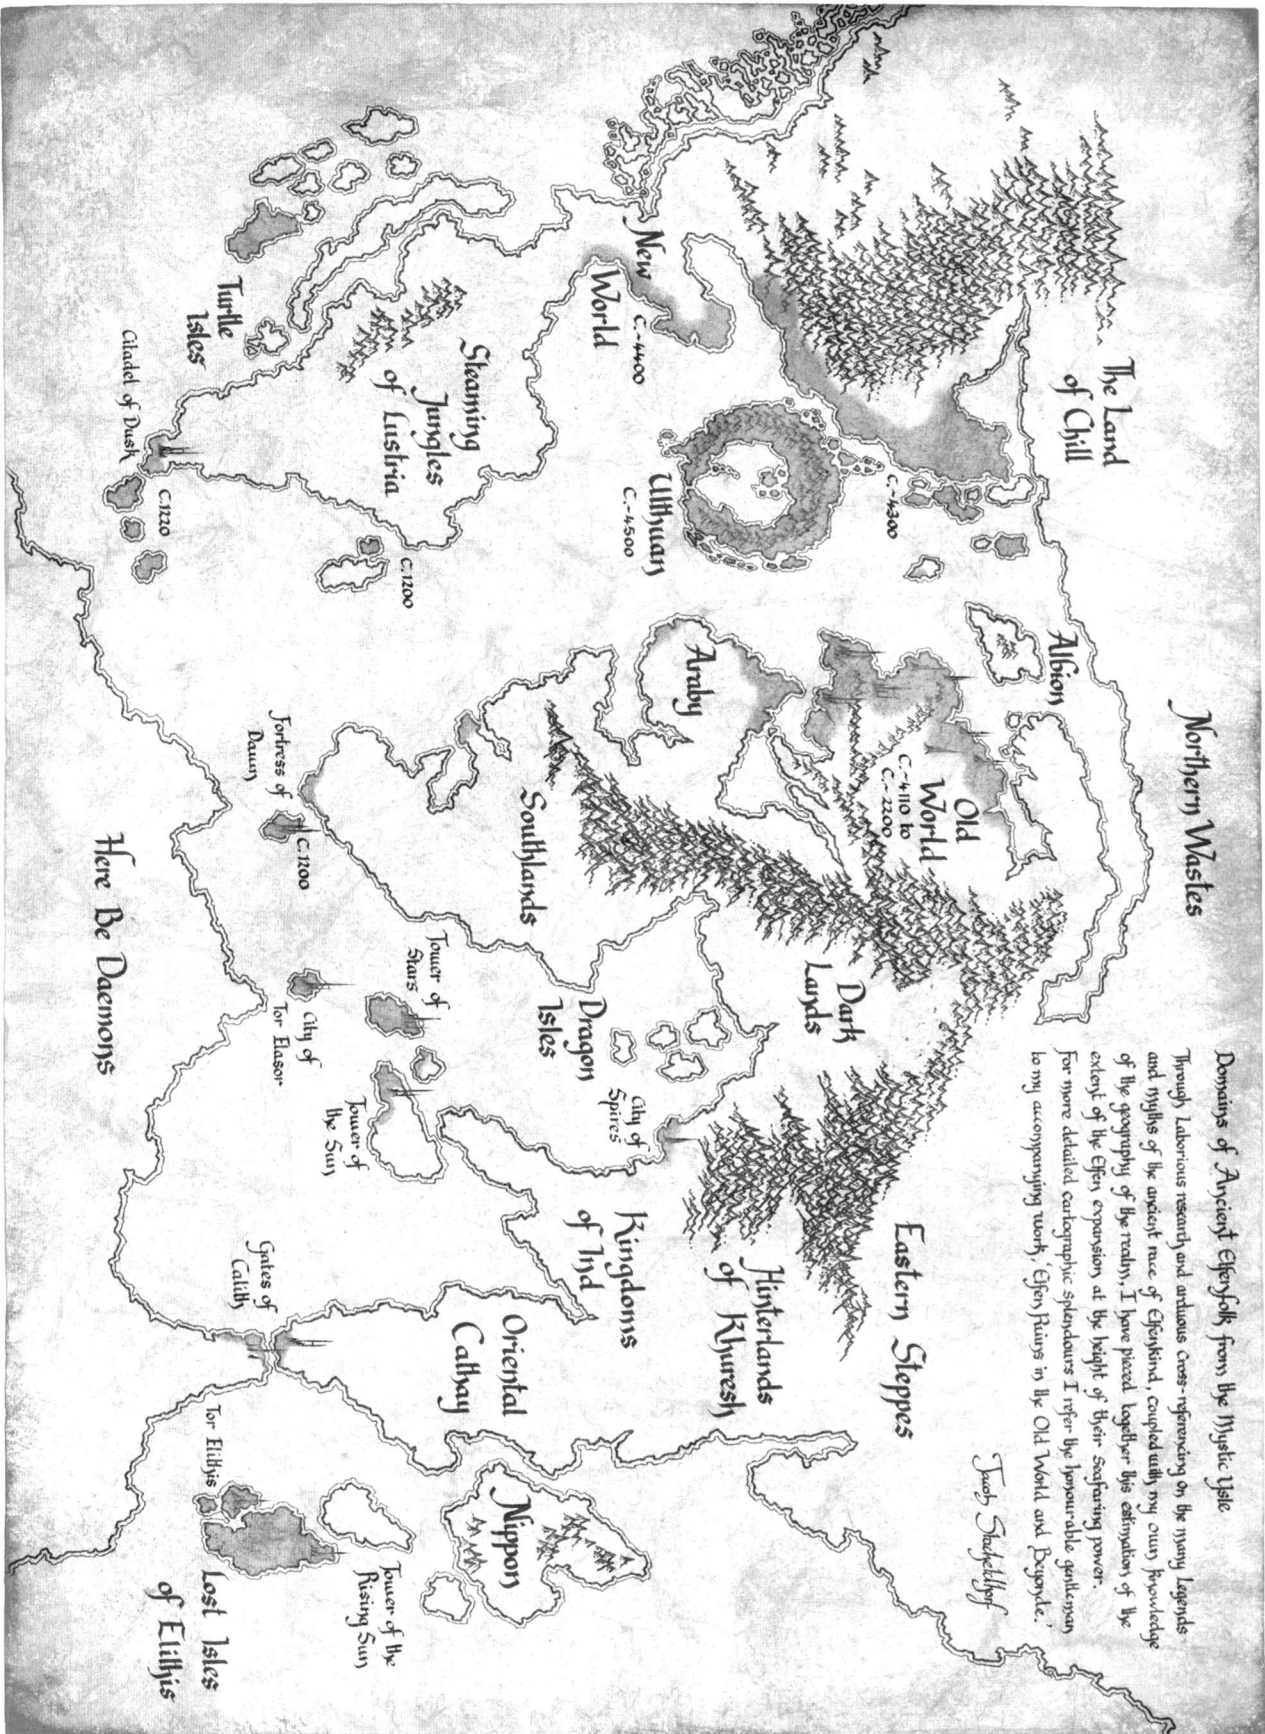 Domains of Ancient Elfenfolk from the Mystic Ysle
Through Laborious research and arduous cross-referencing on the many Legends
and myths of the ancient race of Elfenkind, coupled with my own knowledge
of the geography of the realm, I have pieced together this estimation of the
extent of the Elfen expansion at the height of their seafaring power.
For more detailed cartographic splendours I refer the honourable gentleman
to my accompanying work, 'Elfen Ruins in the Old World and Beyonde.'
Northern Wastes
The Land
of Chill
Albion
C.-4300
Old
World
C.-4110 to
C.-2200
Eastern Steppes
Dark
Lands
New
World
C.-4400
Ulthuan
C.-4500
Araby
Hinterlands
of Khuresh
City of
Spires
Kingdoms
of Ind
Dragon
Isles
Southlands
Steaming
Jungles
of Lustria
Oriental
Cathay
Nippon
C.1200
Tower of
Stars
Tower of
the Sun
Tower of the
Rising Sun
Turtle
Isles
City of
Tor Elasor
Fortress of
Dawn
C.1200
Gates of
Calith
Tor Elithis
Lost Isles
of Elithis
Citadel of Dusk
C.1220
Here Be Daemons